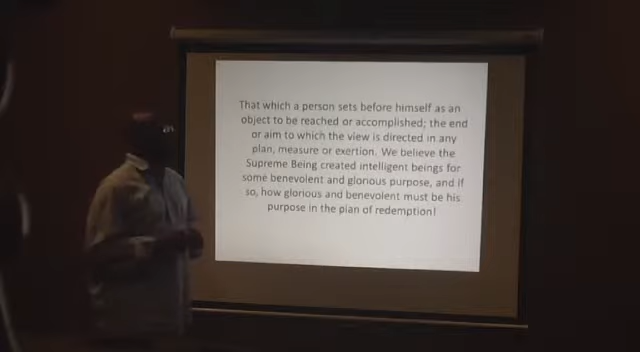 That which a person sets before himself as an
object to be reached or accomplished; the end
or aim to which the view is directed in any
plan, measure or exertion. We believe the
Supreme Being created intelligent beings for
some benevolent and glorious purpose, and if
so, how glorious and benevolent must be his
purpose in the plan of redemption!